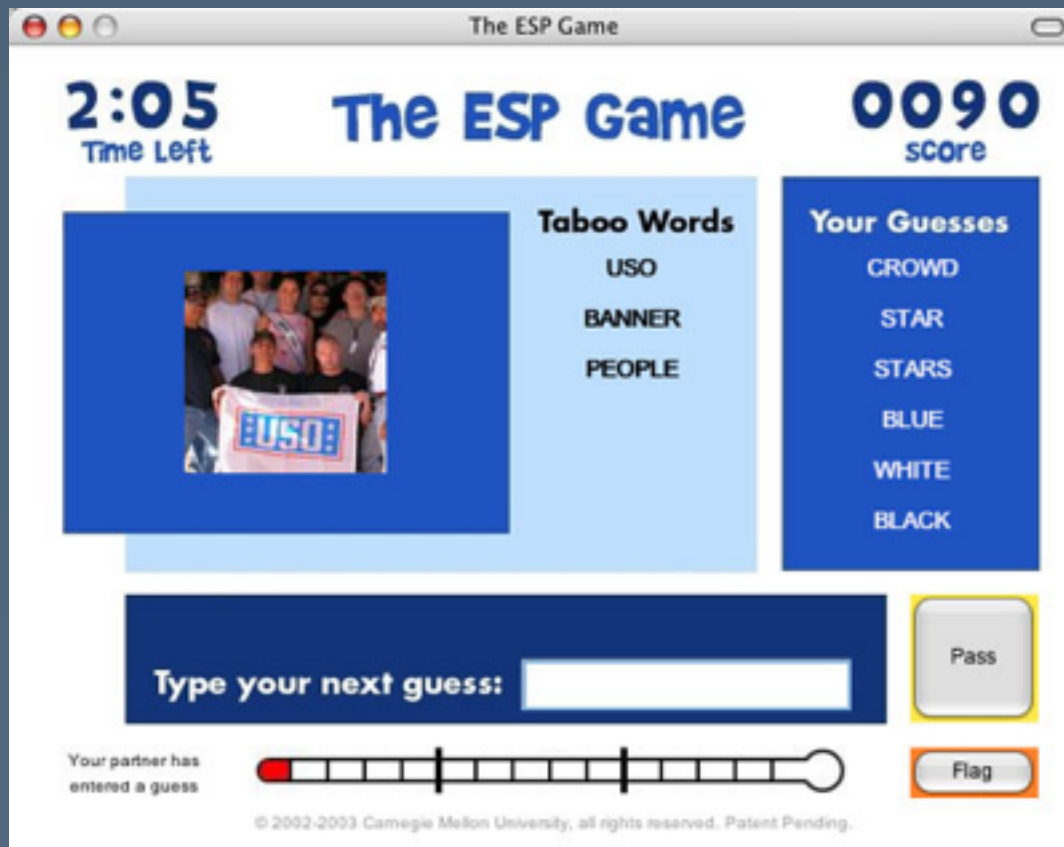 The ESP Game
2:05
Time Left
The ESP Game
0090
score
Taboo Words
USO
BANNER
PEOPLE
Your Guesses
CROWD
STAR
STARS
BLUE
WHITE
BLACK
USO
Type your next guess:
Pass
Your partner has
entered a guess
Flag
© 2002-2003 Carnegie Mellon University, all rights reserved. Patent Pending.